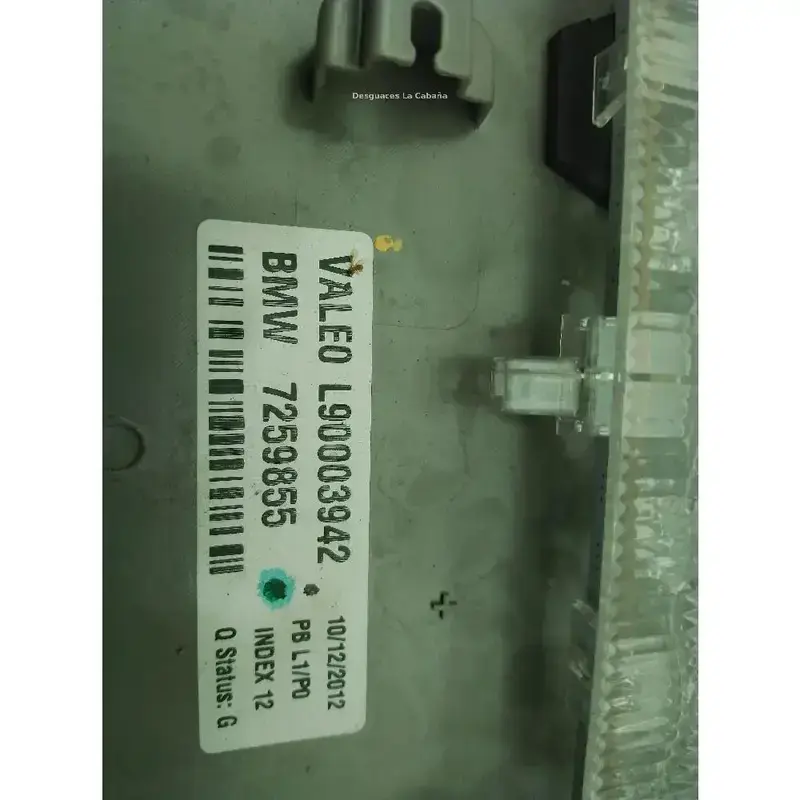 Desguaces La Cabaña
VALEO L90003942
10/12/2012
BMW 7259855
PB L1/P0
INDEX 12
Q Status: G